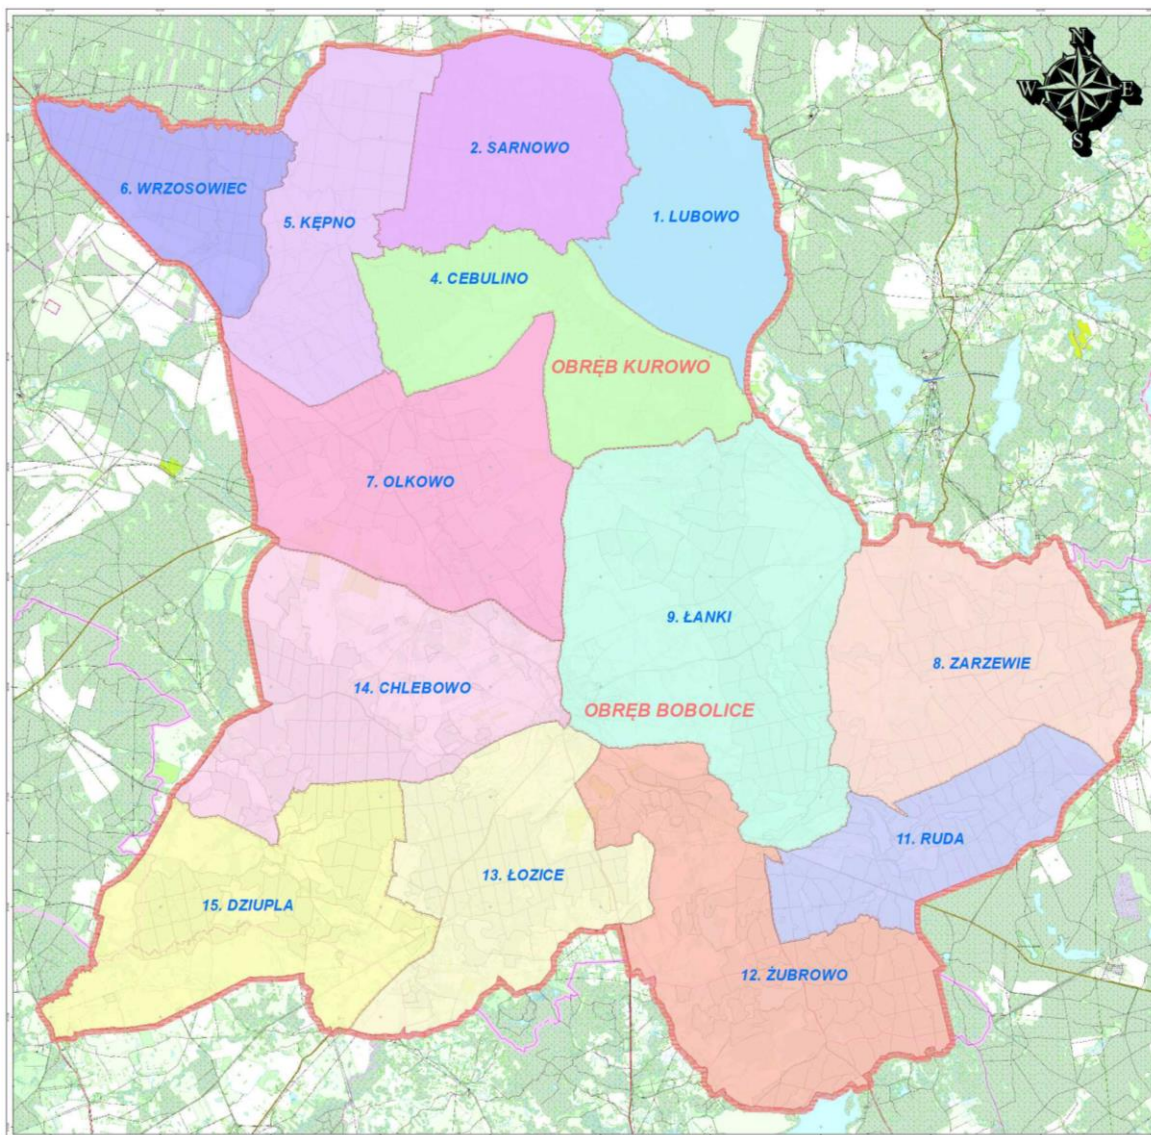 N
W E
S
2. SARNOWO
6. WRZOSOWIEC
1. LUBOWO
5. KĘPNO
4. CEBULINO
OBRĘB KUROWO
7. OLKOWO
9. ŁANKI
8. ZARZEWIE
14. CHLEBOWO
OBRĘB BOBOLICE
11. RUDA
13. ŁOZICE
15. DZIUPLA
12. ŻUBROWO